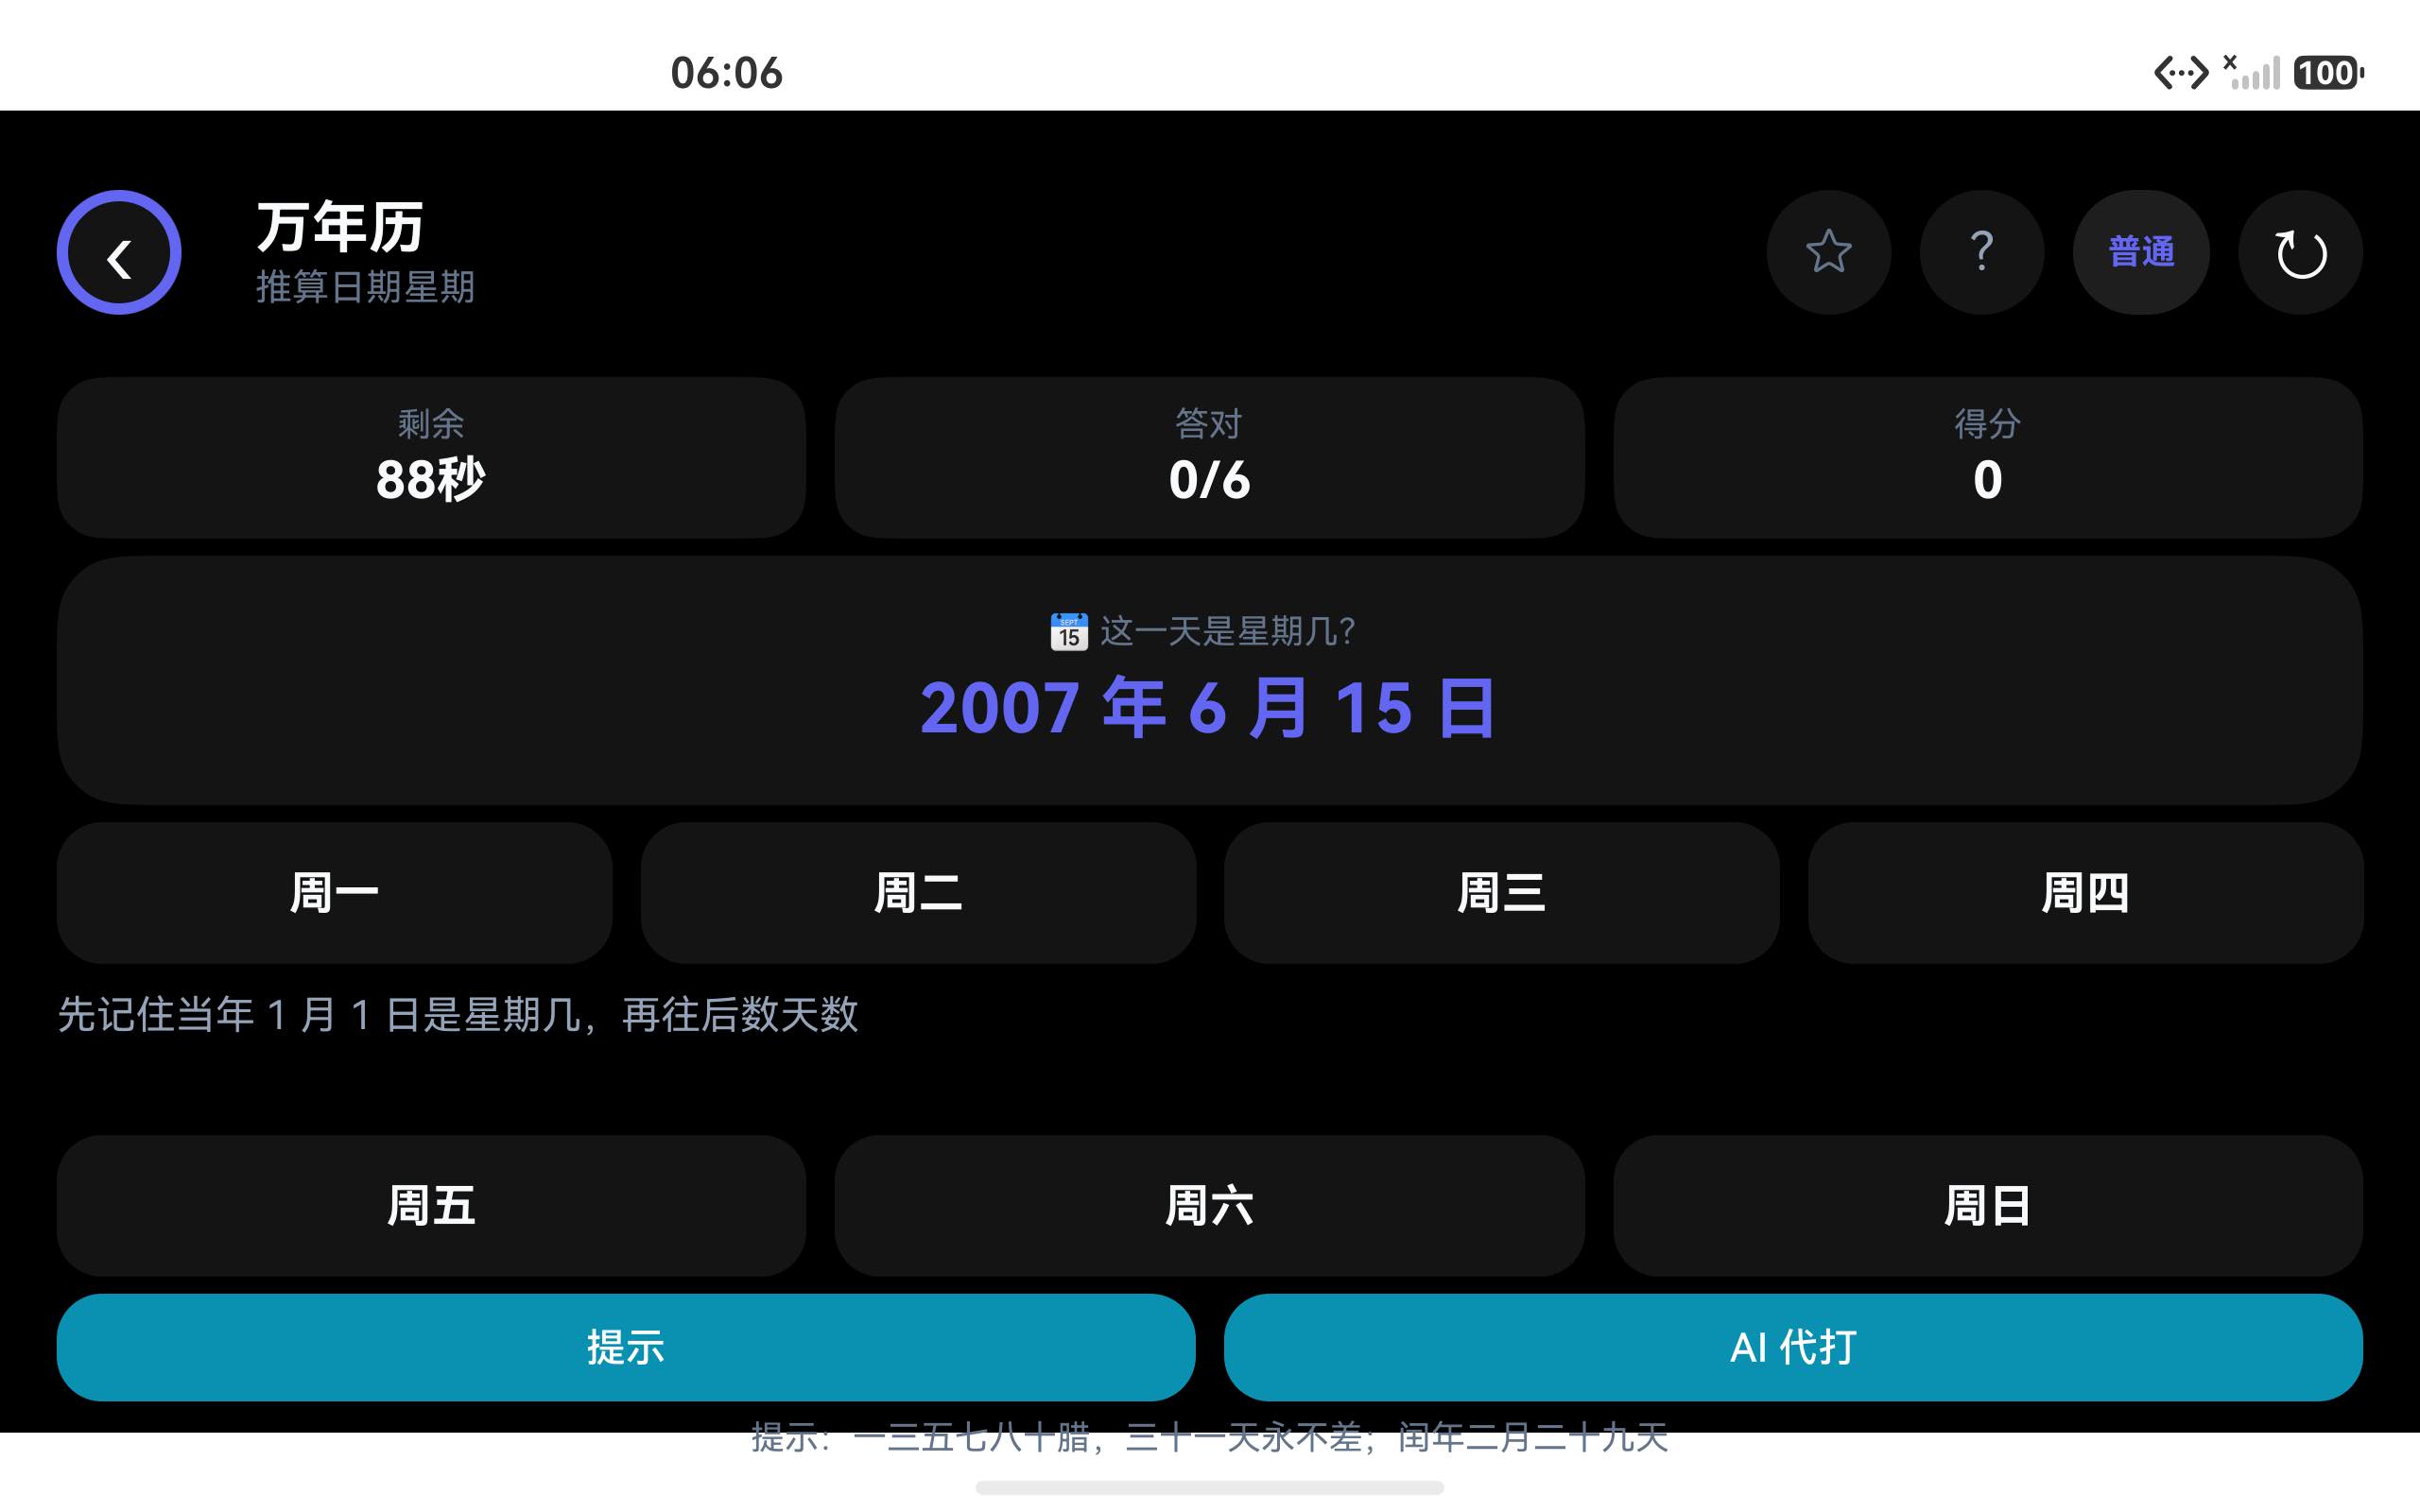 06:06
100
万年历
推算日期星期
?
普通
剩余
88秒
答对
0/6
得分
0
SEPT
15
这一天是星期几？
2007 年 6 月 15 日
周一
周二
周三
周四
先记住当年 1 月 1 日是星期几，再往后数天数
周五
周六
周日
提示
AI 代打
提示：一三五七八十腊，三十一天永不差；闰年二月二十九天